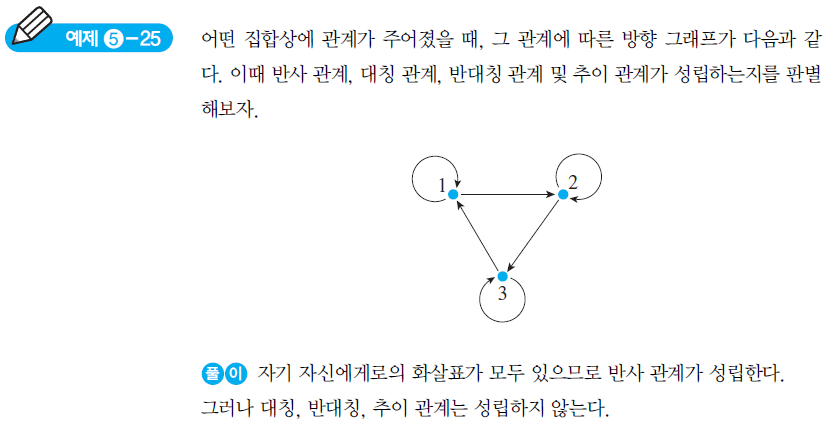 예제 5-25
어떤 집합상에 관계가 주어졌을 때, 그 관계에 따른 방향 그래프가 다음과 같
다. 이때 반사 관계, 대칭 관계, 반대칭 관계 및 추이 관계가 성립하는지를 판별
해보자.
1
2
3
풀이 자기 자신에게로의 화살표가 모두 있으므로 반사 관계가 성립한다.
그러나 대칭, 반대칭, 추이 관계는 성립하지 않는다.